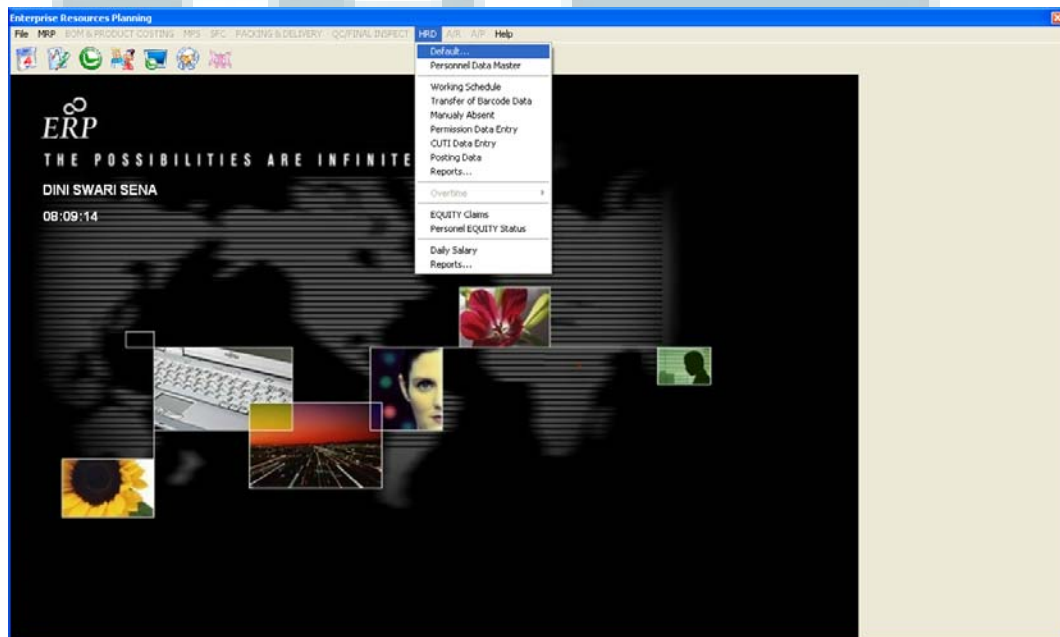 Enterprise Resources Planning
File MRP BOM & PRODUCT COSTING MPS SFC PACKING & DELIVERY QC/FINAL INSPECT HRD A/R A/P Help
Default...
Personnel Data Master
Working Schedule
Transfer of Barcode Data
Manualy Absent
Permission Data Entry
CUTI Data Entry
Posting Data
Reports...
Overtime
EQUITY Claims
Personel EQUITY Status
Daily Salary
Reports...
ERP
THE POSSIBILITIES ARE INFINITE
DINI SWARI SENA
08:09:14